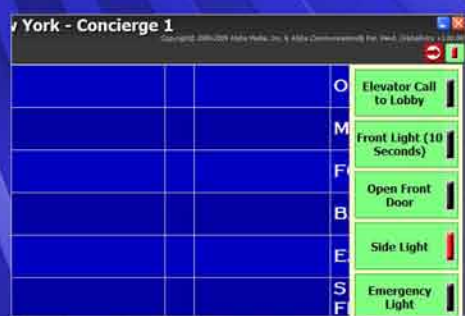 v York - Concierge 1
O
Elevator Call
to Lobby
M
Front Light (10
Seconds)
F
Open Front
Door
B
Side Light
E
S
Emergency
Light
F